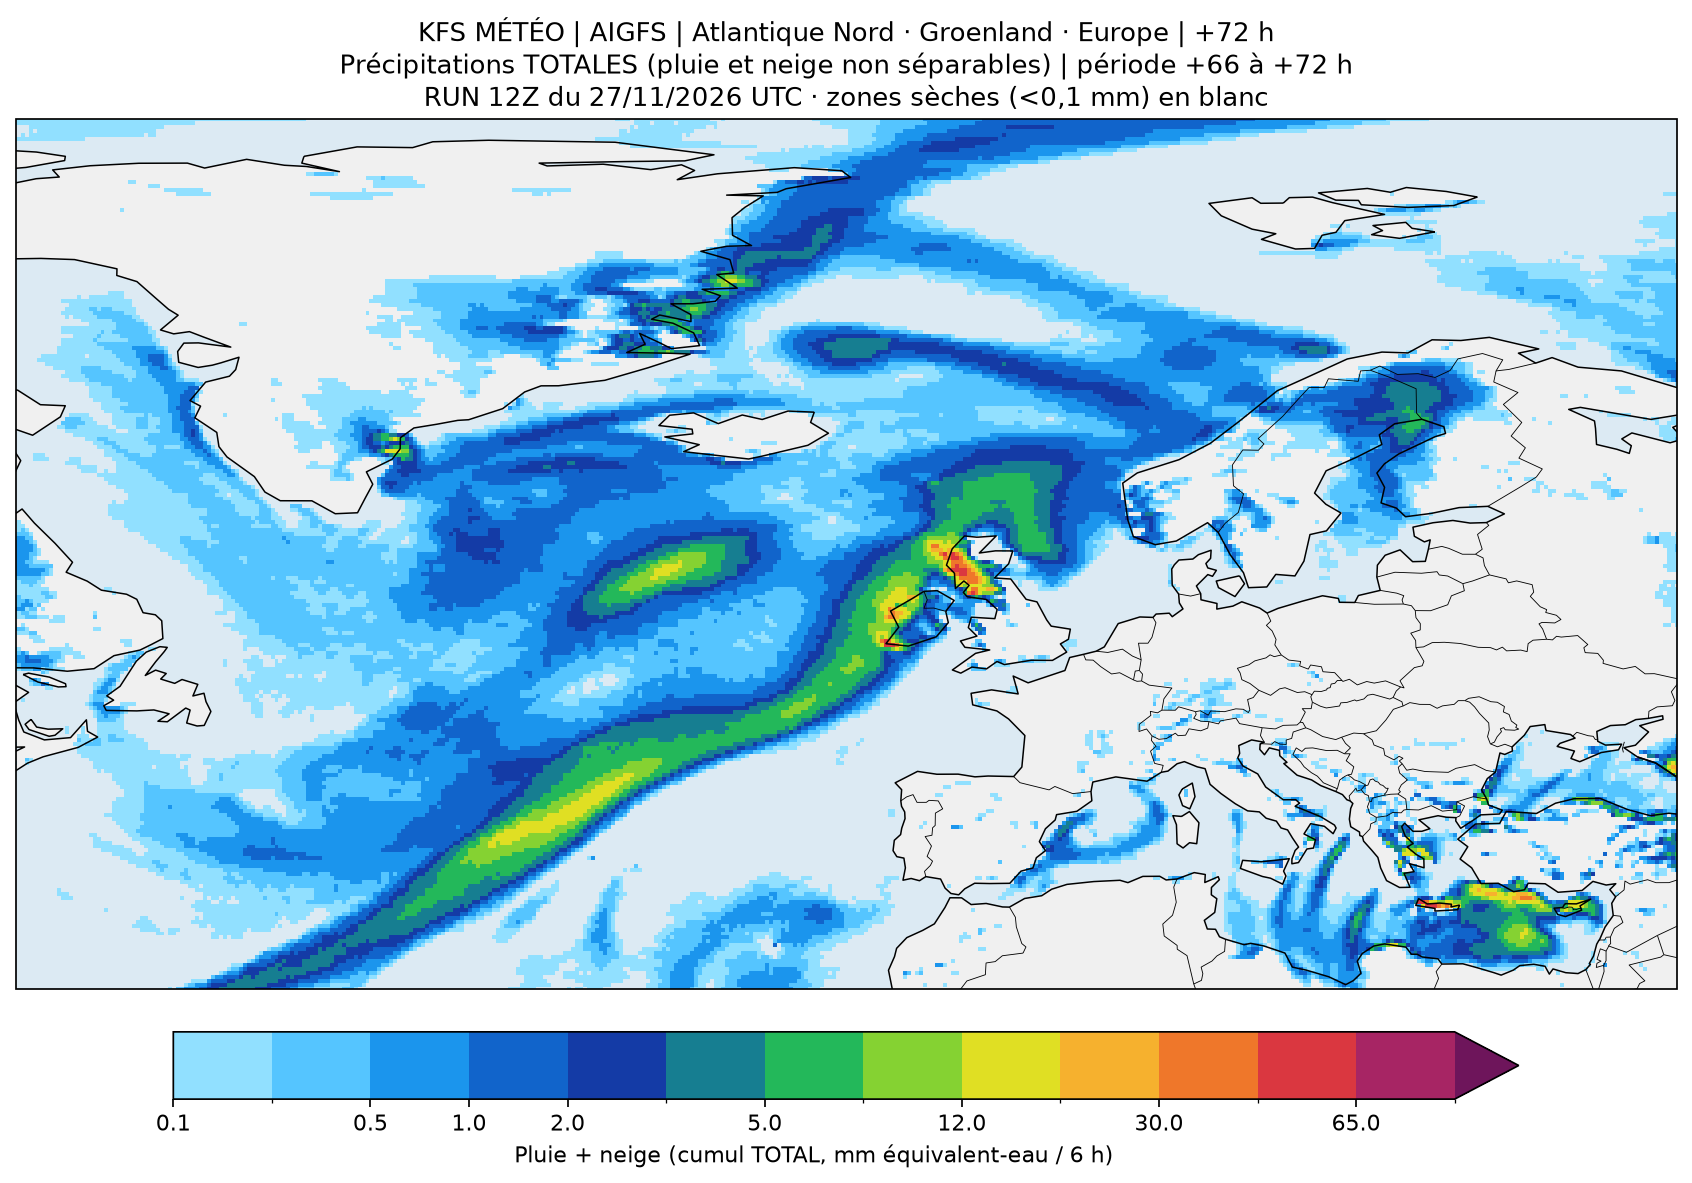 KFS MÉTÉO | AIGFS | Atlantique Nord · Groenland · Europe | +72 h
Précipitations TOTALES (pluie et neige non séparables) | période +66 à +72 h
RUN 12Z du 27/11/2026 UTC · zones sèches (<0,1 mm) en blanc
0.1 0.5 1.0 2.0 5.0 12.0 30.0 65.0
Pluie + neige (cumul TOTAL, mm équivalent-eau / 6 h)